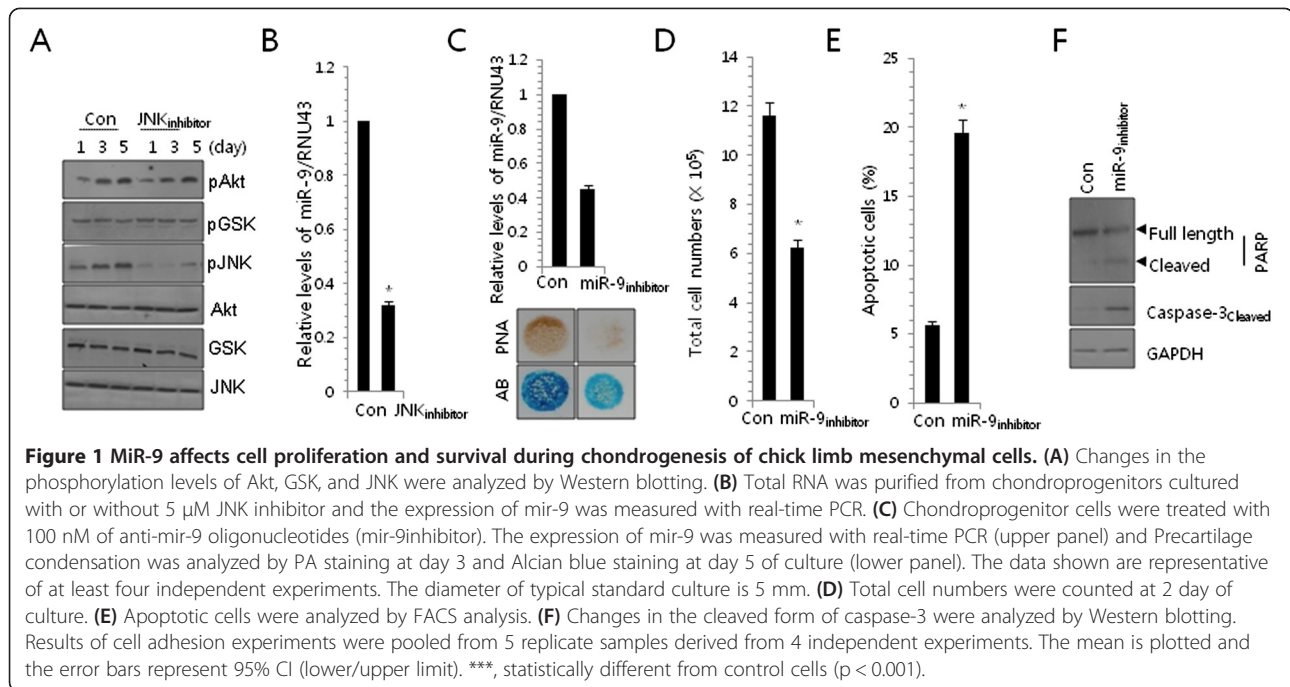 A B C D E F
Con JNKinhibitor
1 3 5 1 3 5 (day)
pAkt
pGSK
pJNK
Akt
GSK
JNK
Relative levels of miR-9/RNU43
1.2
1
0.8
0.6
0.4
0.2
0
*
Con JNKinhibitor
Relative levels of miR-9/RNU43
1.2
1
0.8
0.6
0.4
0.2
0
Con miR-9inhibitor
PNA
AB
Total cell numbers (X 10⁵)
14
12
10
8
6
4
2
0
*
Con miR-9inhibitor
Apoptotic cells (%)
25
20
15
10
5
0
*
Con miR-9inhibitor
Con
miR-9inhibitor
Full length
Cleaved
PARP
Caspase-3Cleaved
GAPDH
Figure 1 MiR-9 affects cell proliferation and survival during chondrogenesis of chick limb mesenchymal cells. (A) Changes in the
phosphorylation levels of Akt, GSK, and JNK were analyzed by Western blotting. (B) Total RNA was purified from chondroprogenitors cultured
with or without 5 μM JNK inhibitor and the expression of mir-9 was measured with real-time PCR. (C) Chondroprogenitor cells were treated with
100 nM of anti-mir-9 oligonucleotides (mir-9inhibitor). The expression of mir-9 was measured with real-time PCR (upper panel) and Precartilage
condensation was analyzed by PA staining at day 3 and Alcian blue staining at day 5 of culture (lower panel). The data shown are representative
of at least four independent experiments. The diameter of typical standard culture is 5 mm. (D) Total cell numbers were counted at 2 day of
culture. (E) Apoptotic cells were analyzed by FACS analysis. (F) Changes in the cleaved form of caspase-3 were analyzed by Western blotting.
Results of cell adhesion experiments were pooled from 5 replicate samples derived from 4 independent experiments. The mean is plotted and
the error bars represent 95% CI (lower/upper limit). ***, statistically different from control cells (p < 0.001).